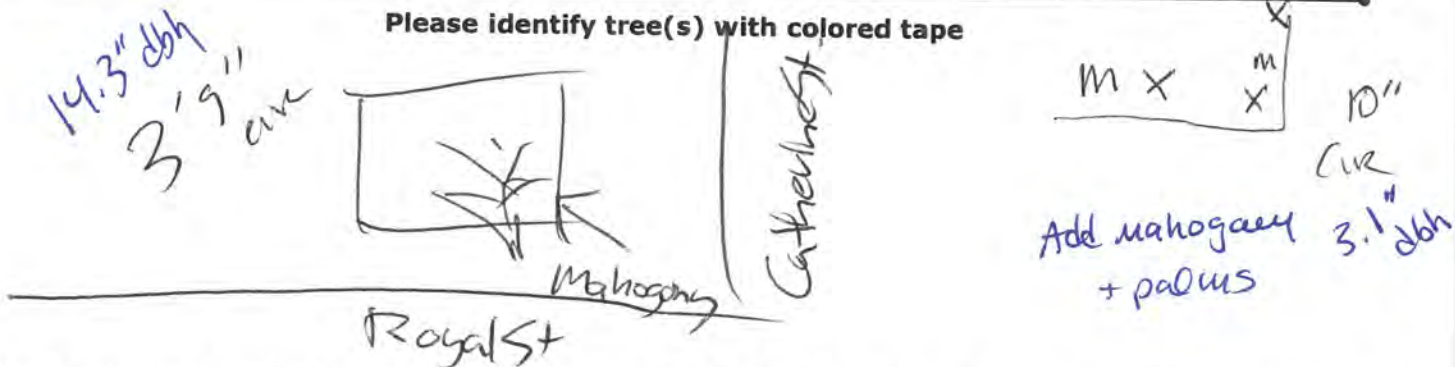 Please identify tree(s) with colored tape
14.3" dbh
3'9"
cir
Mahogany
Royal St
Catherine St
x
m x
m
x
10"
Cir
Add mahogany 3.1" dbh
+ palms